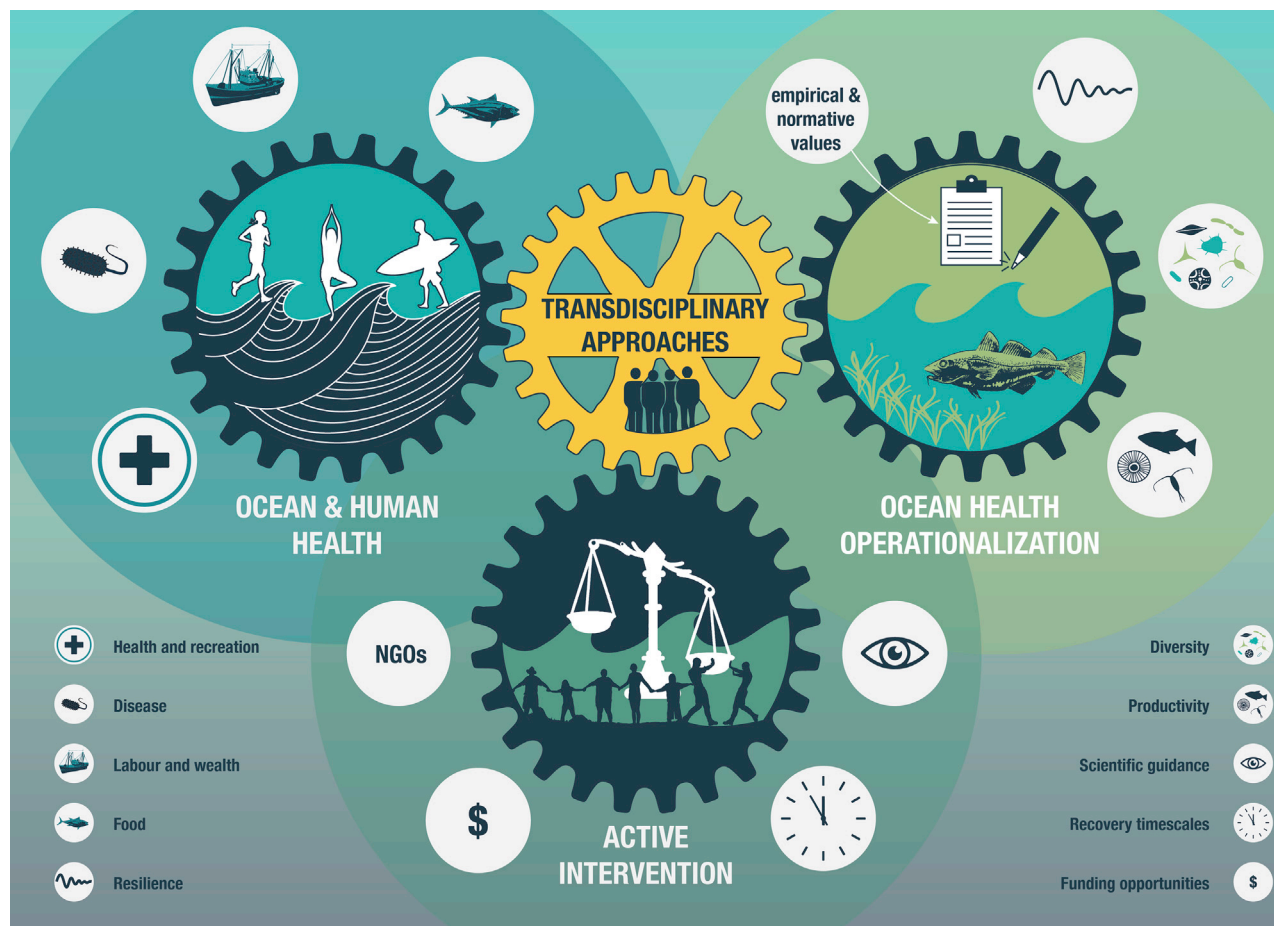 empirical &
normative
values
TRANSDISCIPLINARY
APPROACHES
OCEAN & HUMAN
HEALTH
OCEAN HEALTH
OPERATIONALIZATION
NGOs
$
ACTIVE
INTERVENTION
Health and recreation
Disease
Labour and wealth
Food
Resilience
Diversity
Productivity
Scientific guidance
Recovery timescales
Funding opportunities
$